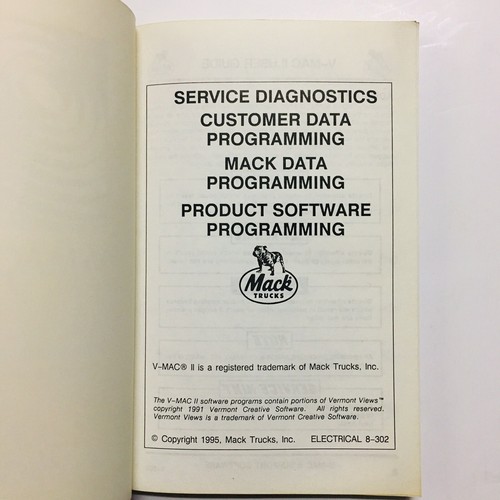 SERVICE DIAGNOSTICS
CUSTOMER DATA
PROGRAMMING
MACK DATA
PROGRAMMING
PRODUCT SOFTWARE
PROGRAMMING
Mack
TRUCKS
V–MAC® II is a registered trademark of Mack Trucks, Inc.
The V–MAC II software programs contain portions of Vermont Views™
copyright 1991 Vermont Creative Software. All rights reserved.
Vermont Views is a trademark of Vermont Creative Software.
© Copyright 1995, Mack Trucks, Inc. ELECTRICAL 8–302